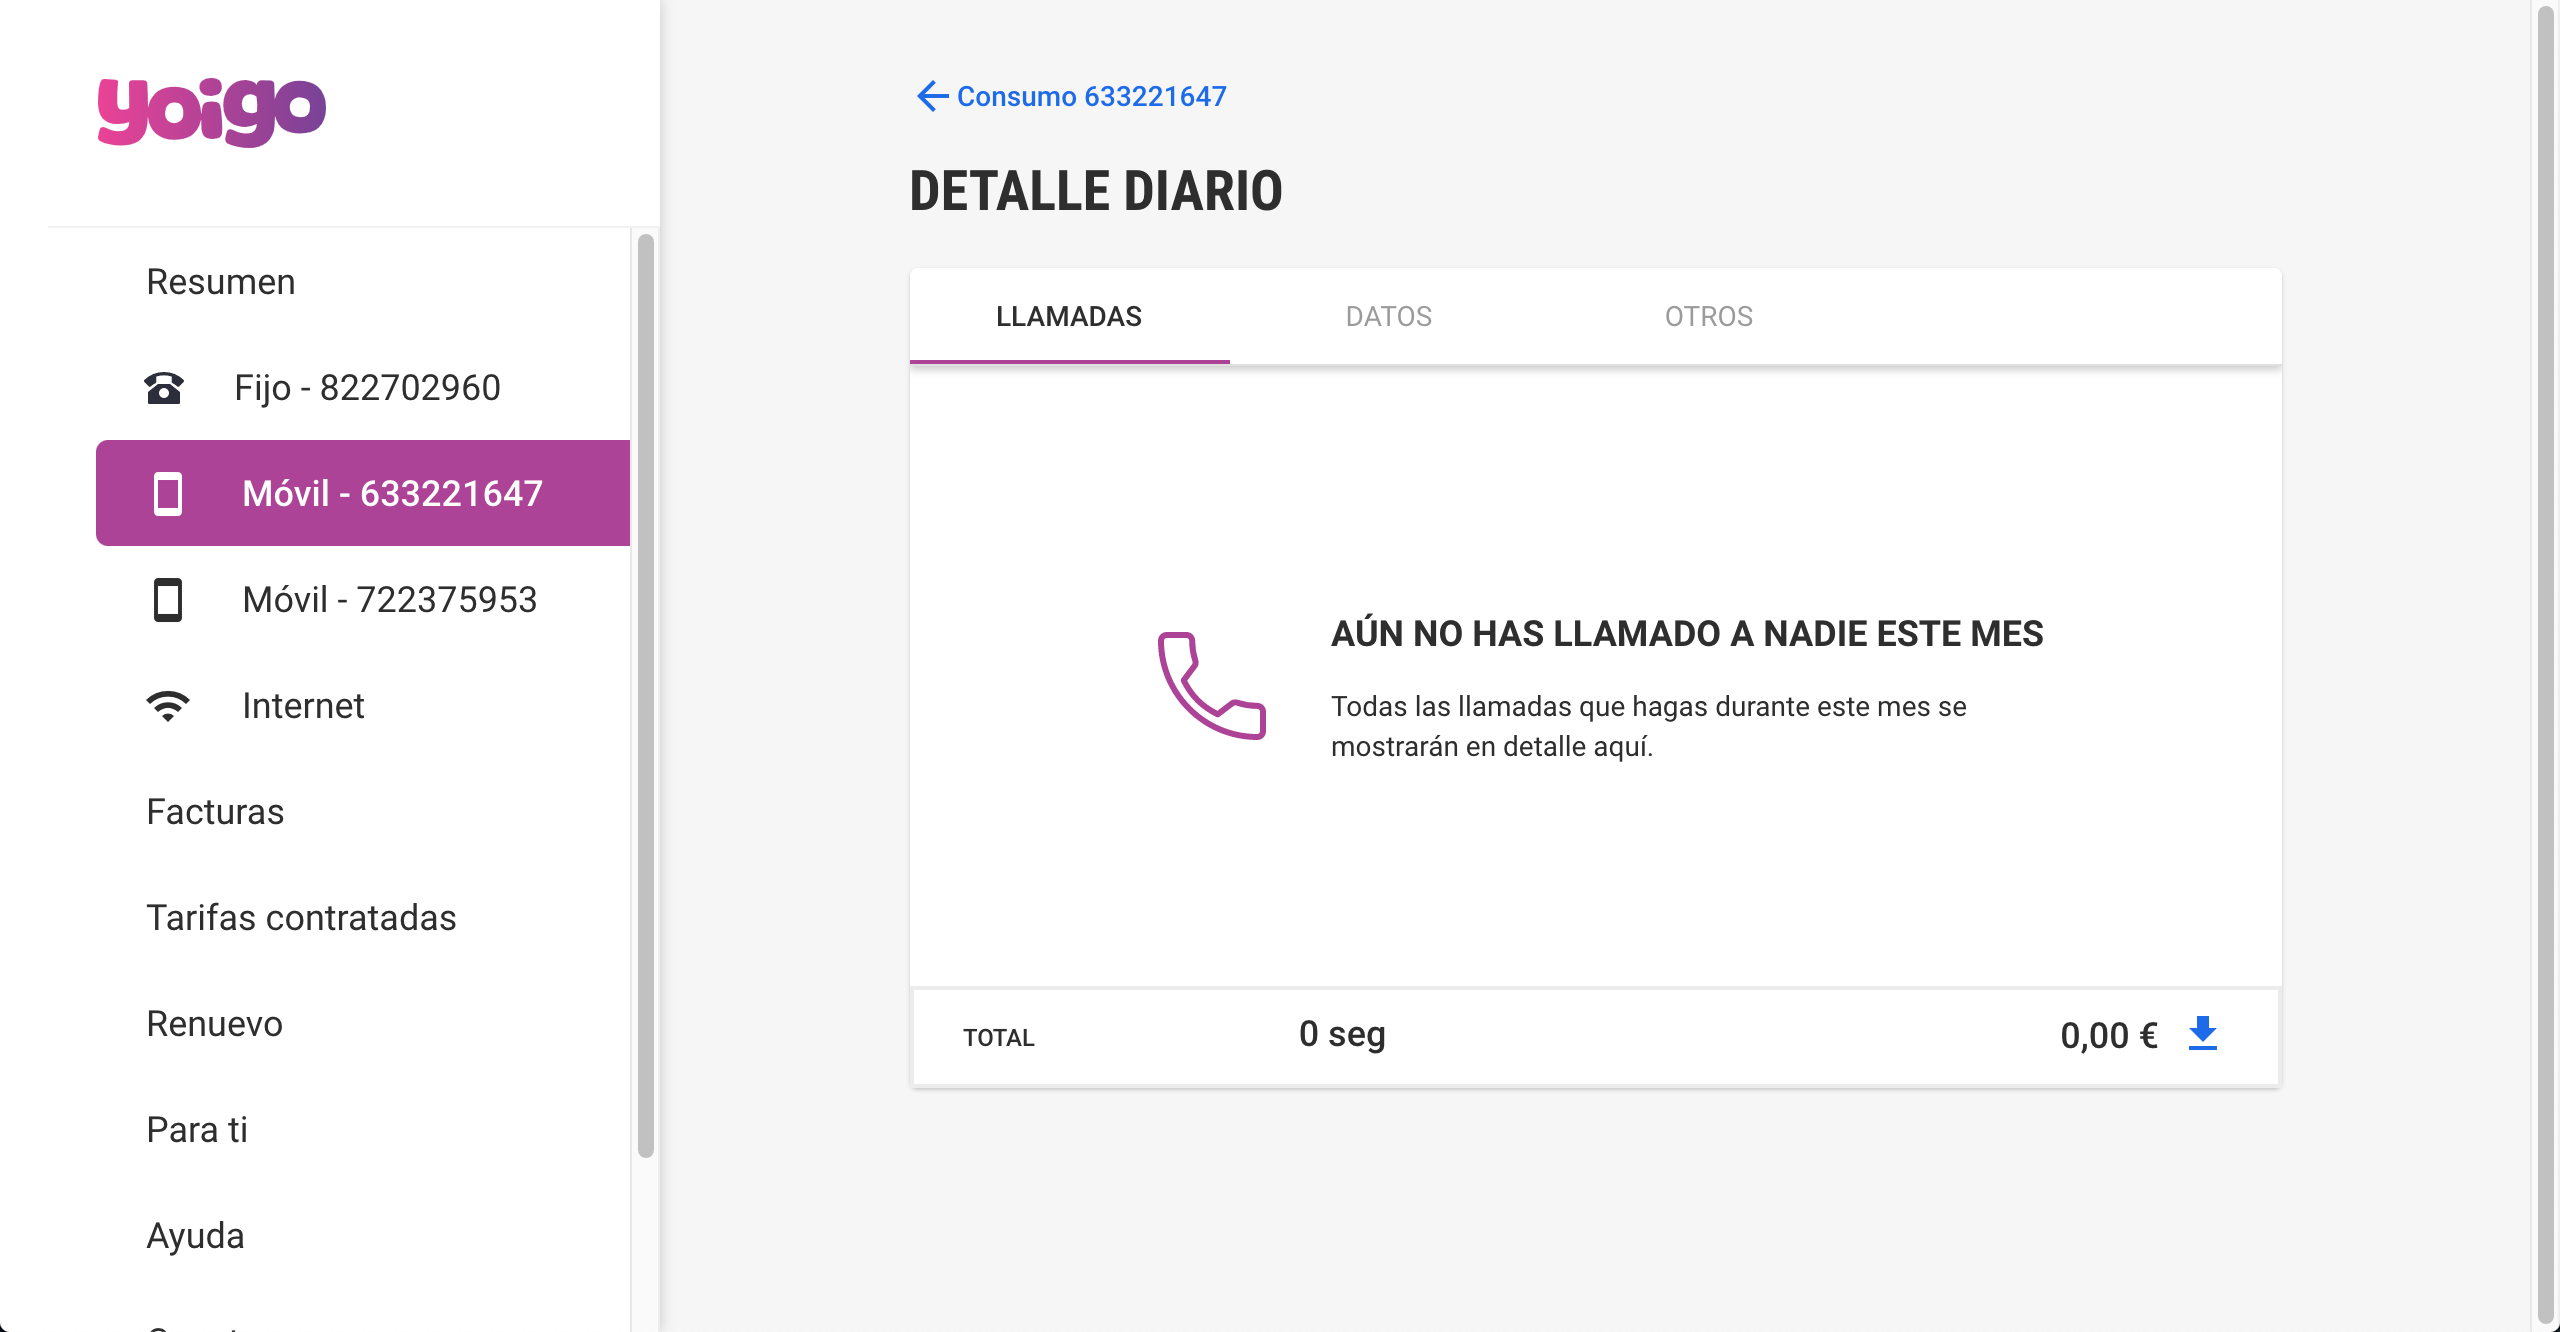 yoigo
Resumen
Fijo - 822702960
Móvil - 633221647
Móvil - 722375953
Internet
Facturas
Tarifas contratadas
Renuevo
Para ti
Ayuda
Consumo 633221647
DETALLE DIARIO
LLAMADAS DATOS OTROS
AÚN NO HAS LLAMADO A NADIE ESTE MES
Todas las llamadas que hagas durante este mes se
mostrarán en detalle aquí.
TOTAL 0 seg 0,00 €